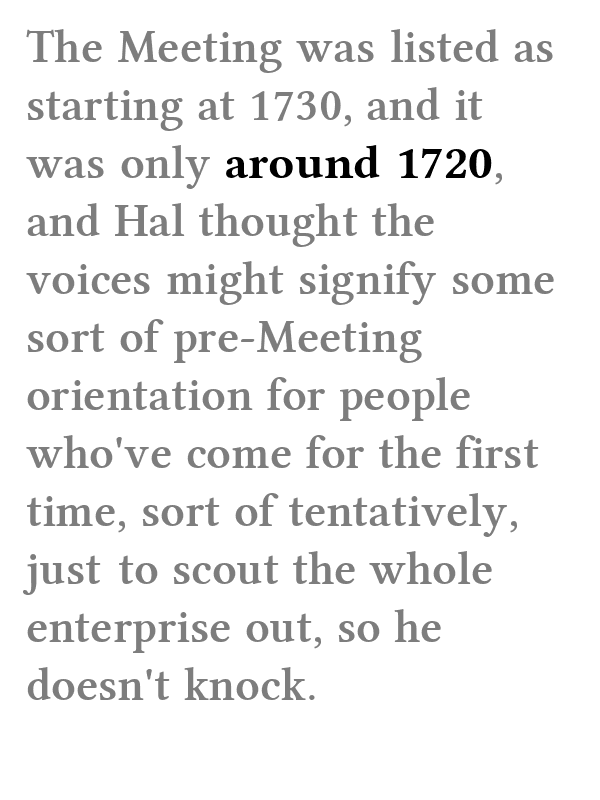 The Meeting was listed as
starting at 1730, and it
was only around 1720,
and Hal thought the
voices might signify some
sort of pre-Meeting
orientation for people
who've come for the first
time, sort of tentatively,
just to scout the whole
enterprise out, so he
doesn't knock.